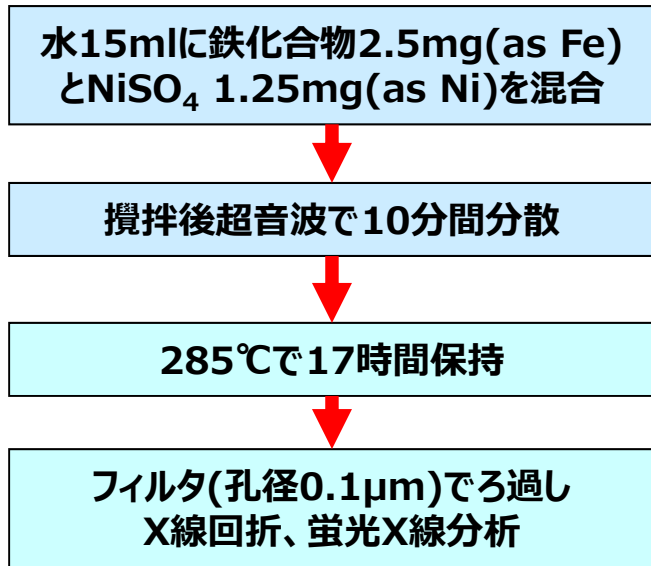 水15mlに鉄化合物2.5mg(as Fe)
とNiSO₄ 1.25mg(as Ni)を混合
攪拌後超音波で10分間分散
285℃で17時間保持
フィルタ(孔径0.1μm)でろ過し
X線回折、蛍光X線分析